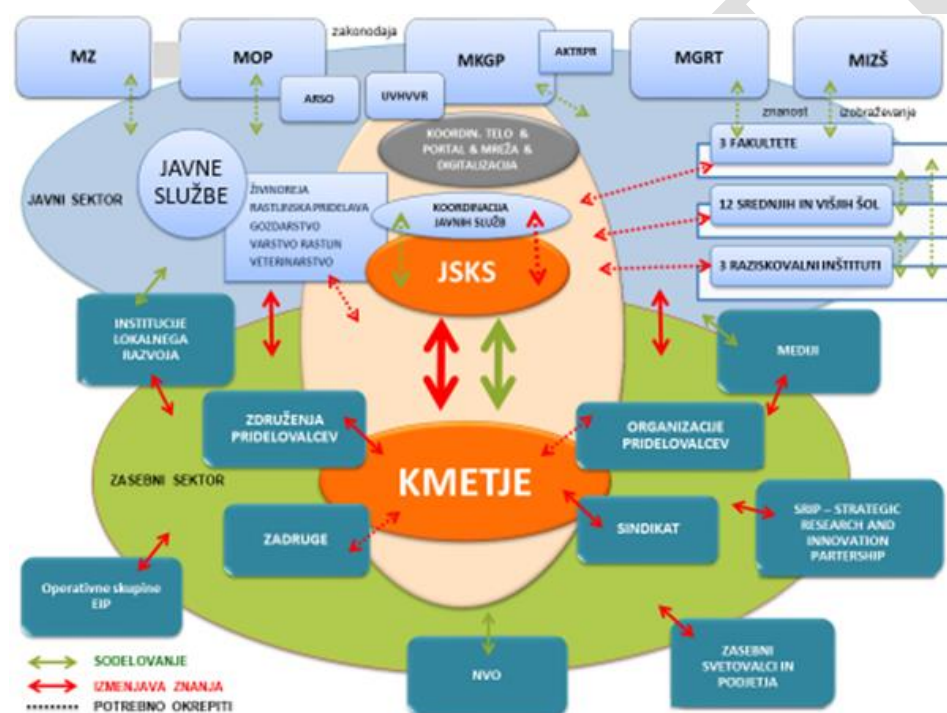 zakonodaja
MZ
MOP
MKGP
AKTRPR
MGRT
MIZŠ
ARSO
UVHVVR
znanost
izobraževanje
KOORDIN. TELO &
PORTAL & MREŽA &
DIGITALIZACIJA
3 FAKULTETE
JAVNE
SLUŽBE
JAVNI SEKTOR
ŽIVINOREJA
RASTLINSKA PRIDELAVA
GOZDARSTVO
VARSTVO RASTLIN
VETERINARSTVO
KOORDINACIJA
JAVNIH SLUŽB
12 SREDNJIH IN VIŠJIH ŠOL
JSKS
3 RAZISKOVALNI INŠTITUTI
INSTITUCIJE
LOKALNEGA
RAZVOJA
MEDIJI
ZDRUŽENJA
PRIDELOVALCEV
ORGANIZACIJE
PRIDELOVALCEV
KMETJE
ZASEBNI SEKTOR
ZADRUGE
SINDIKAT
SRIP – STRATEGIC
RESEARCH AND
INNOVATION
PARTERSHIP
Operativne skupine
EIP
NVO
ZASEBNI
SVETOVALCI IN
PODJETJA
SODELOVANJE
IZMENJAVA ZNANJA
POTREBNO OKREPITI